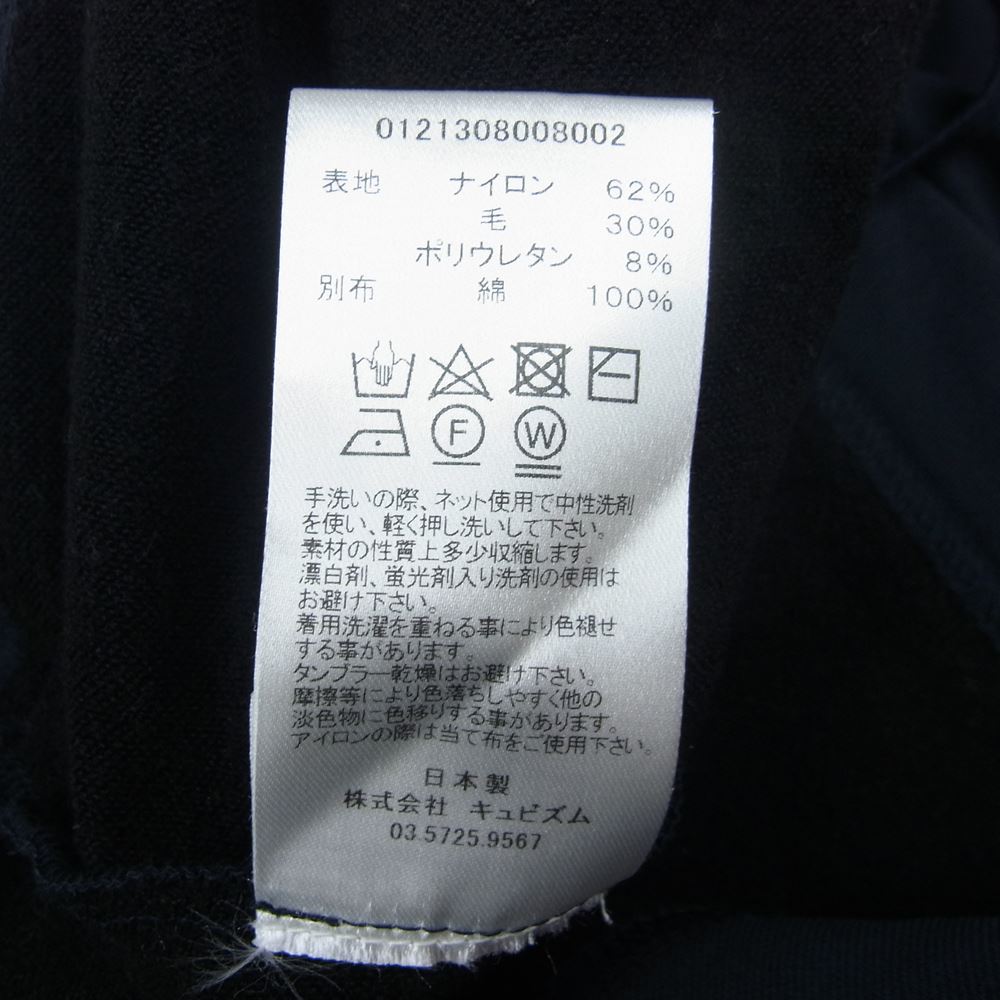 0121308008002
表地 ナイロン 62%
毛 30%
ポリウレタン 8%
別布 綿 100%
F W
手洗いの際、ネット使用で中性洗剤
を使い、軽く押し洗いして下さい。
素材の性質上多少収縮します。
漂白剤、蛍光剤入り洗剤の使用は
お避け下さい。
着用洗濯を重ねる事により色褪せ
する事があります。
タンブラー乾燥はお避け下さい。
摩擦等により色落ちしやすく他の
淡色物に色移りする事があります。
アイロンの際は当て布をご使用下さい。
日本製
株式会社 キュビズム
03.5725.9567